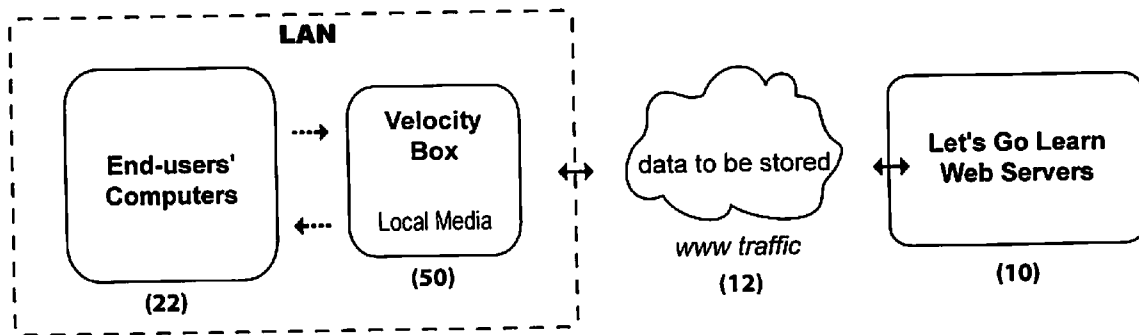 LAN
End-users'
Computers
(22)
Velocity
Box
Local Media
(50)
data to be stored
www traffic
(12)
Let's Go Learn
Web Servers
(10)